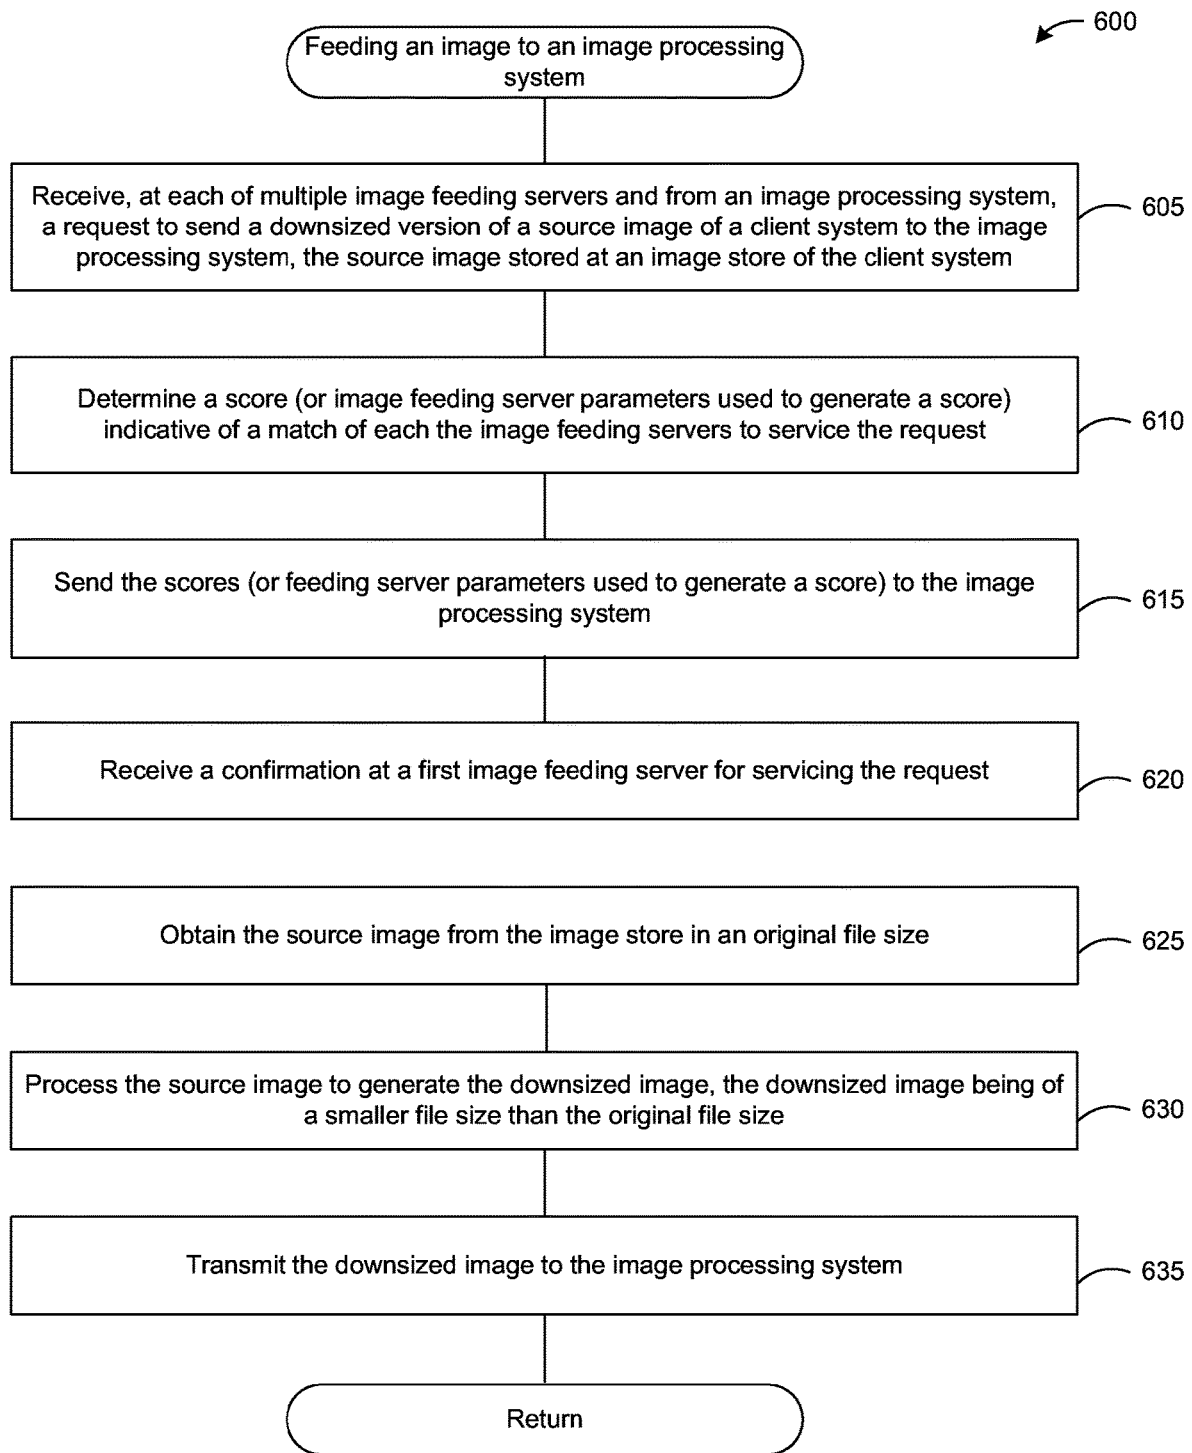 600
Feeding an image to an image processing
system
Receive, at each of multiple image feeding servers and from an image processing system,
a request to send a downsized version of a source image of a client system to the image
processing system, the source image stored at an image store of the client system
605
Determine a score (or image feeding server parameters used to generate a score)
indicative of a match of each the image feeding servers to service the request
610
Send the scores (or feeding server parameters used to generate a score) to the image
processing system
615
Receive a confirmation at a first image feeding server for servicing the request
620
Obtain the source image from the image store in an original file size
625
Process the source image to generate the downsized image, the downsized image being of
a smaller file size than the original file size
630
Transmit the downsized image to the image processing system
635
Return